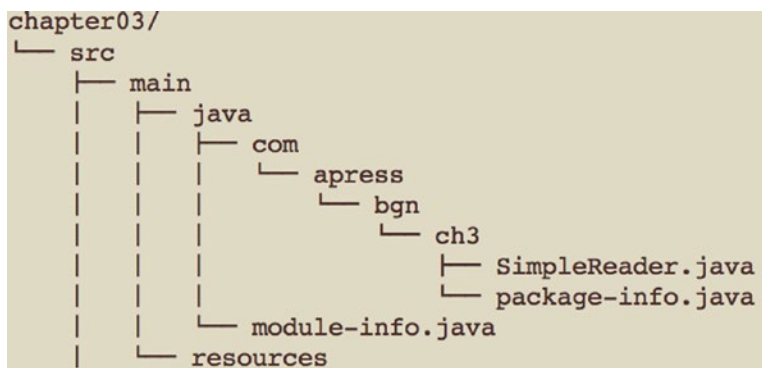 chapter03/
└── src
    ├── main
    │   ├── java
    │   │   ├── com
    │   │   │   └── apress
    │   │   │       └── bgn
    │   │   │           └── ch3
    │   │   │               ├── SimpleReader.java
    │   │   │               └── package-info.java
    │   │   └── module-info.java
    │   └── resources